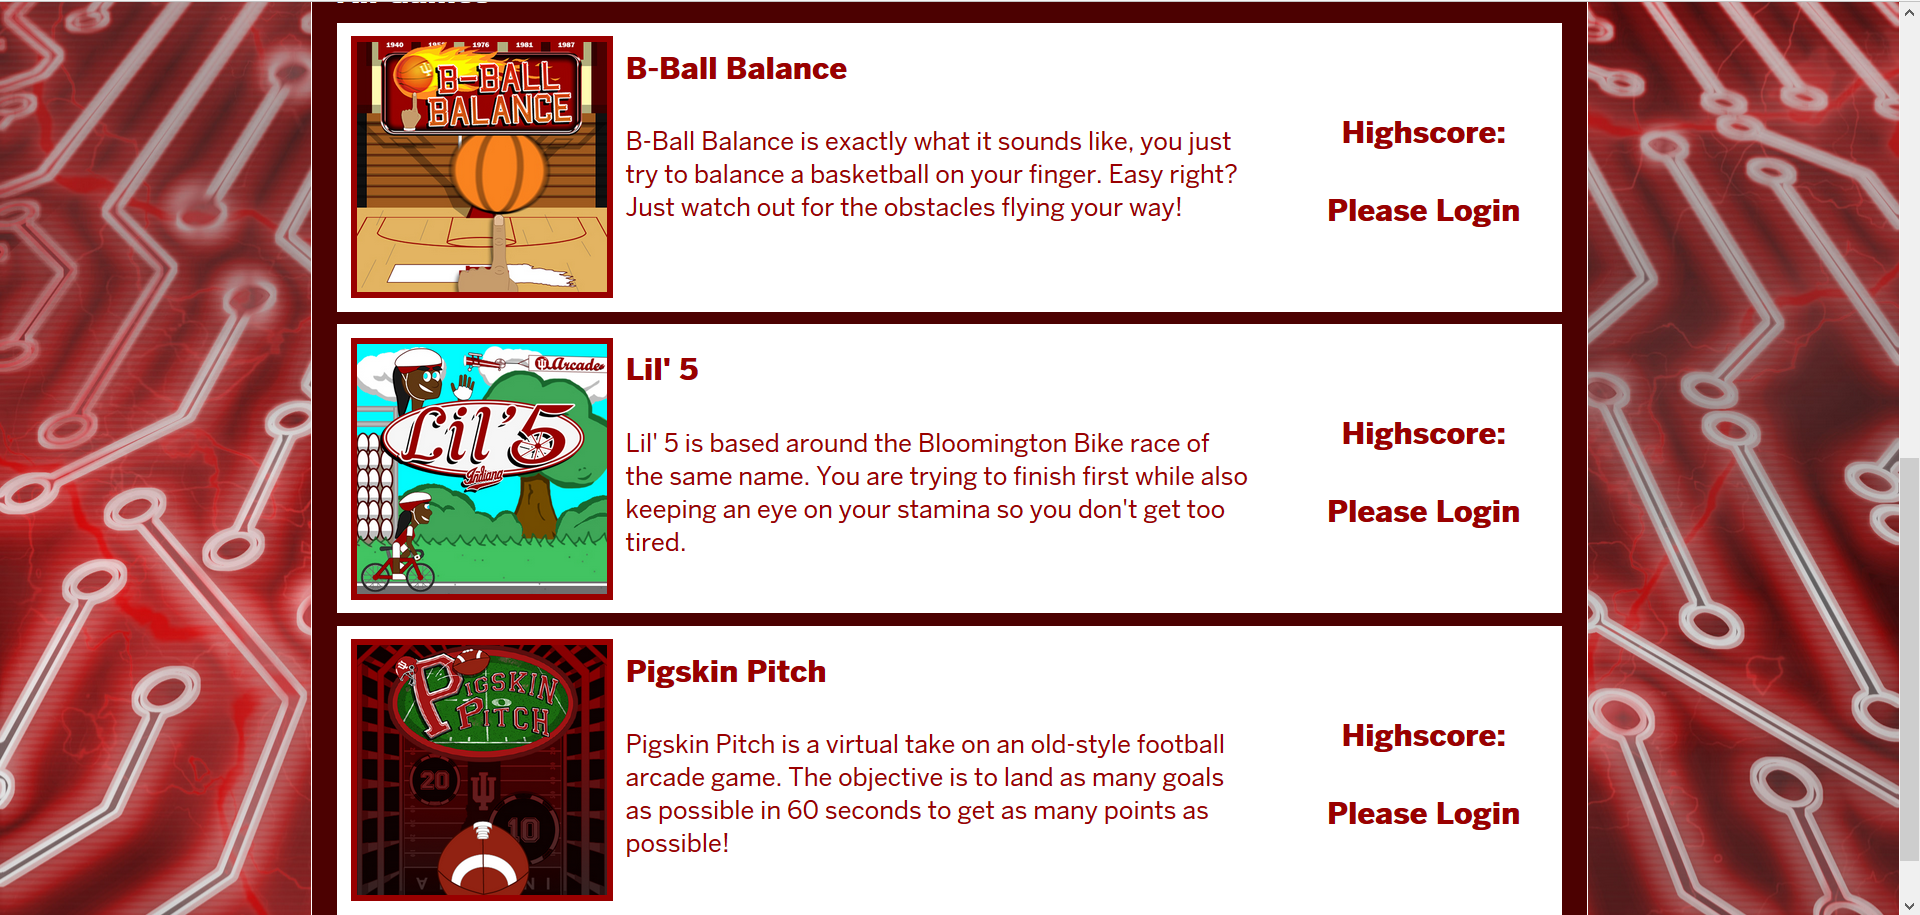 1940 1953 1976 1981 1987
B-BALL
BALANCE
B-Ball Balance
B-Ball Balance is exactly what it sounds like, you just
try to balance a basketball on your finger. Easy right?
Just watch out for the obstacles flying your way!
Highscore:
Please Login
Arcade
Lil' 5
Indiana
Lil' 5
Lil' 5 is based around the Bloomington Bike race of
the same name. You are trying to finish first while also
keeping an eye on your stamina so you don't get too
tired.
Highscore:
Please Login
PIGSKIN
PITCH
20
10
Pigskin Pitch
Pigskin Pitch is a virtual take on an old-style football
arcade game. The objective is to land as many goals
as possible in 60 seconds to get as many points as
possible!
Highscore:
Please Login